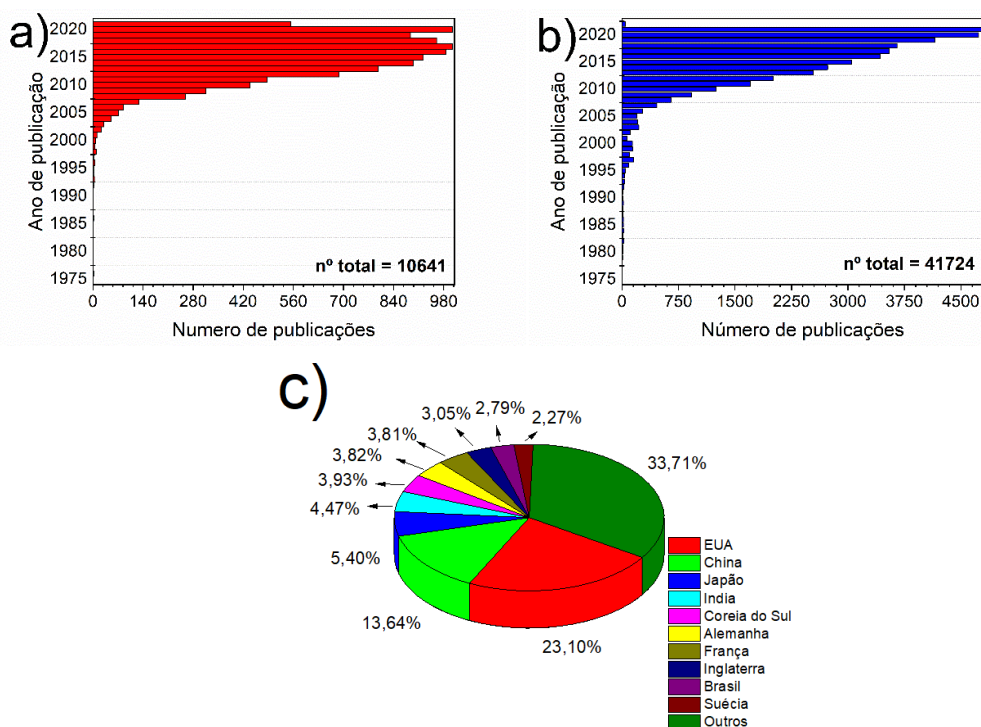 a)
Ano de publicação
2020
2015
2010
2005
2000
1995
1990
1985
1980
1975
nº total = 10641
0 140 280 420 560 700 840 980
Numero de publicações
b)
Ano de publicação
2020
2015
2010
2005
2000
1995
1990
1985
1980
1975
nº total = 41724
0 750 1500 2250 3000 3750 4500
Número de publicações
c)
3,05%
2,79%
2,27%
3,81%
3,82%
3,93%
4,47%
5,40%
13,64%
23,10%
33,71%
EUA
China
Japão
India
Coreia do Sul
Alemanha
França
Inglaterra
Brasil
Suécia
Outros